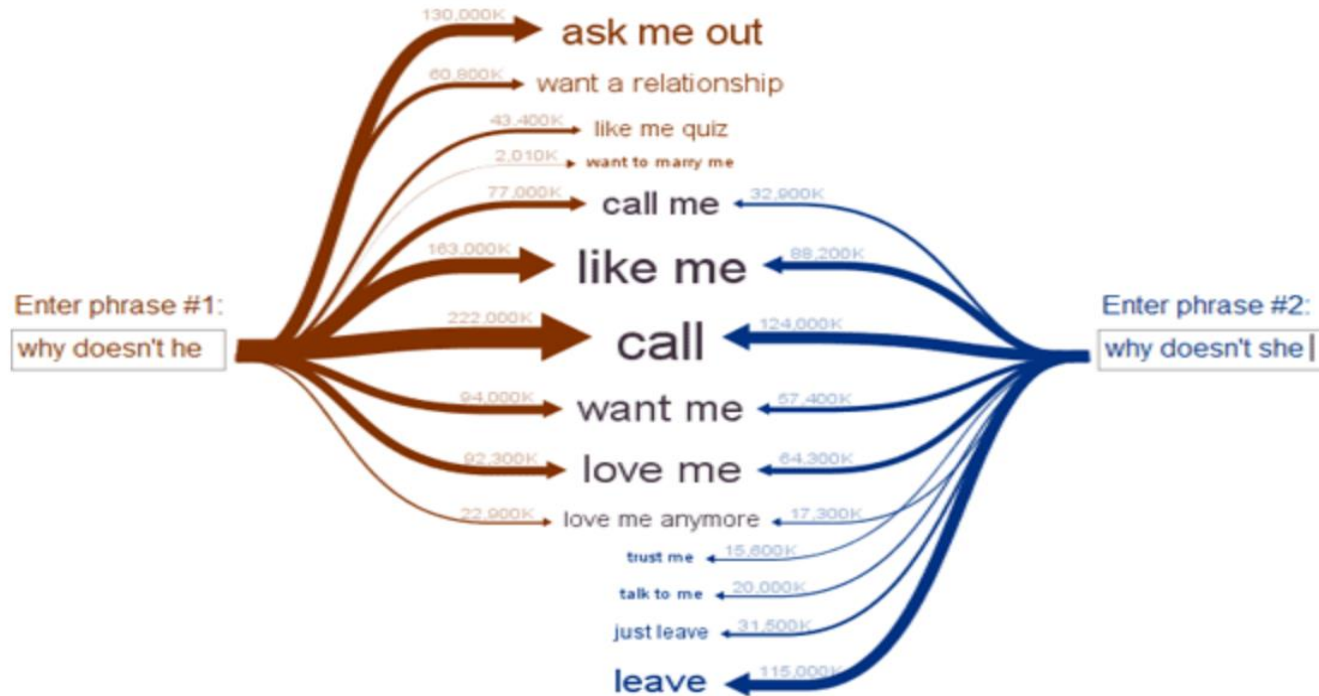 130,000K
ask me out
60,800K
want a relationship
43,400K
like me quiz
2,010K
want to marry me
77,000K
call me
32,900K
163,000K
like me
88,200K
Enter phrase #1:
why doesn't he
222,000K
call
124,000K
Enter phrase #2:
why doesn't she
94,000K
want me
57,400K
92,300K
love me
64,300K
22,900K
love me anymore
17,300K
trust me
15,600K
talk to me
20,000K
just leave
31,500K
leave
115,000K